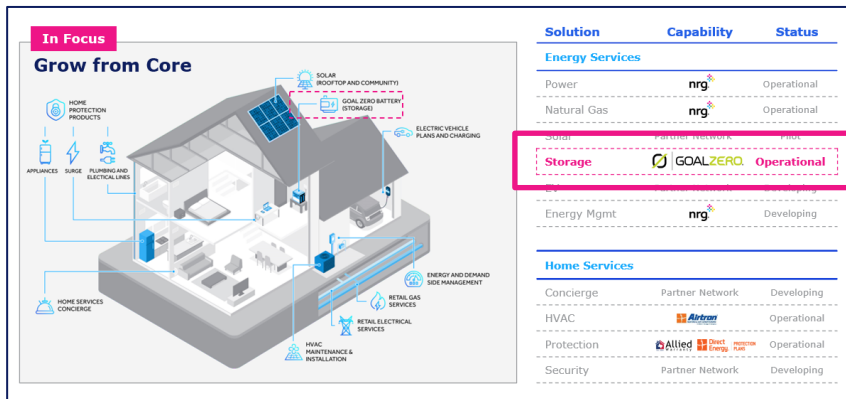 In Focus
Grow from Core
SOLAR
(ROOFTOP AND COMMUNITY)
GOAL ZERO BATTERY
(STORAGE)
HOME
PROTECTION
PRODUCTS
ELECTRIC VEHICLE
PLANS AND CHARGING
APPLIANCES
SURGE
PLUMBING AND
ELECTICAL LINES
ENERGY AND DEMAND
SIDE MANAGEMENT
HOME SERVICES
CONCIERGE
RETAIL GAS
SERVICES
RETAIL ELECTRICAL
SERVICES
HVAC
MAINTENANCE &
INSTALLATION
Solution Capability Status
Energy Services
Power nrg Operational
Natural Gas nrg Operational
Solar Partner Network Pilot
Storage GOALZERO. Operational
EV Partner Network Developing
Energy Mgmt nrg Developing
Home Services
Concierge Partner Network Developing
HVAC Airtron Operational
Protection Allied Warranty Direct Energy. PROTECTION PLANS Operational
Security Partner Network Developing